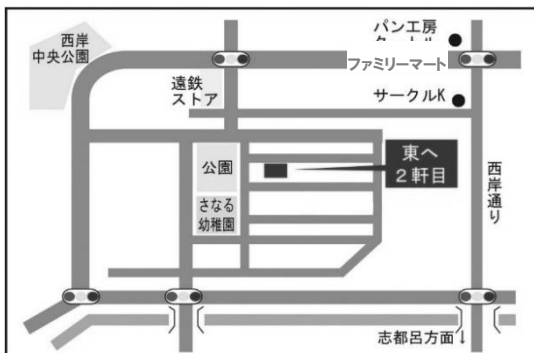 西岸
中央公園
パン工房
ファミリーマート
遠鉄
ストア
サークルK
公園
東へ
2軒目
さなる
幼稚園
西岸通り
志都呂方面↓